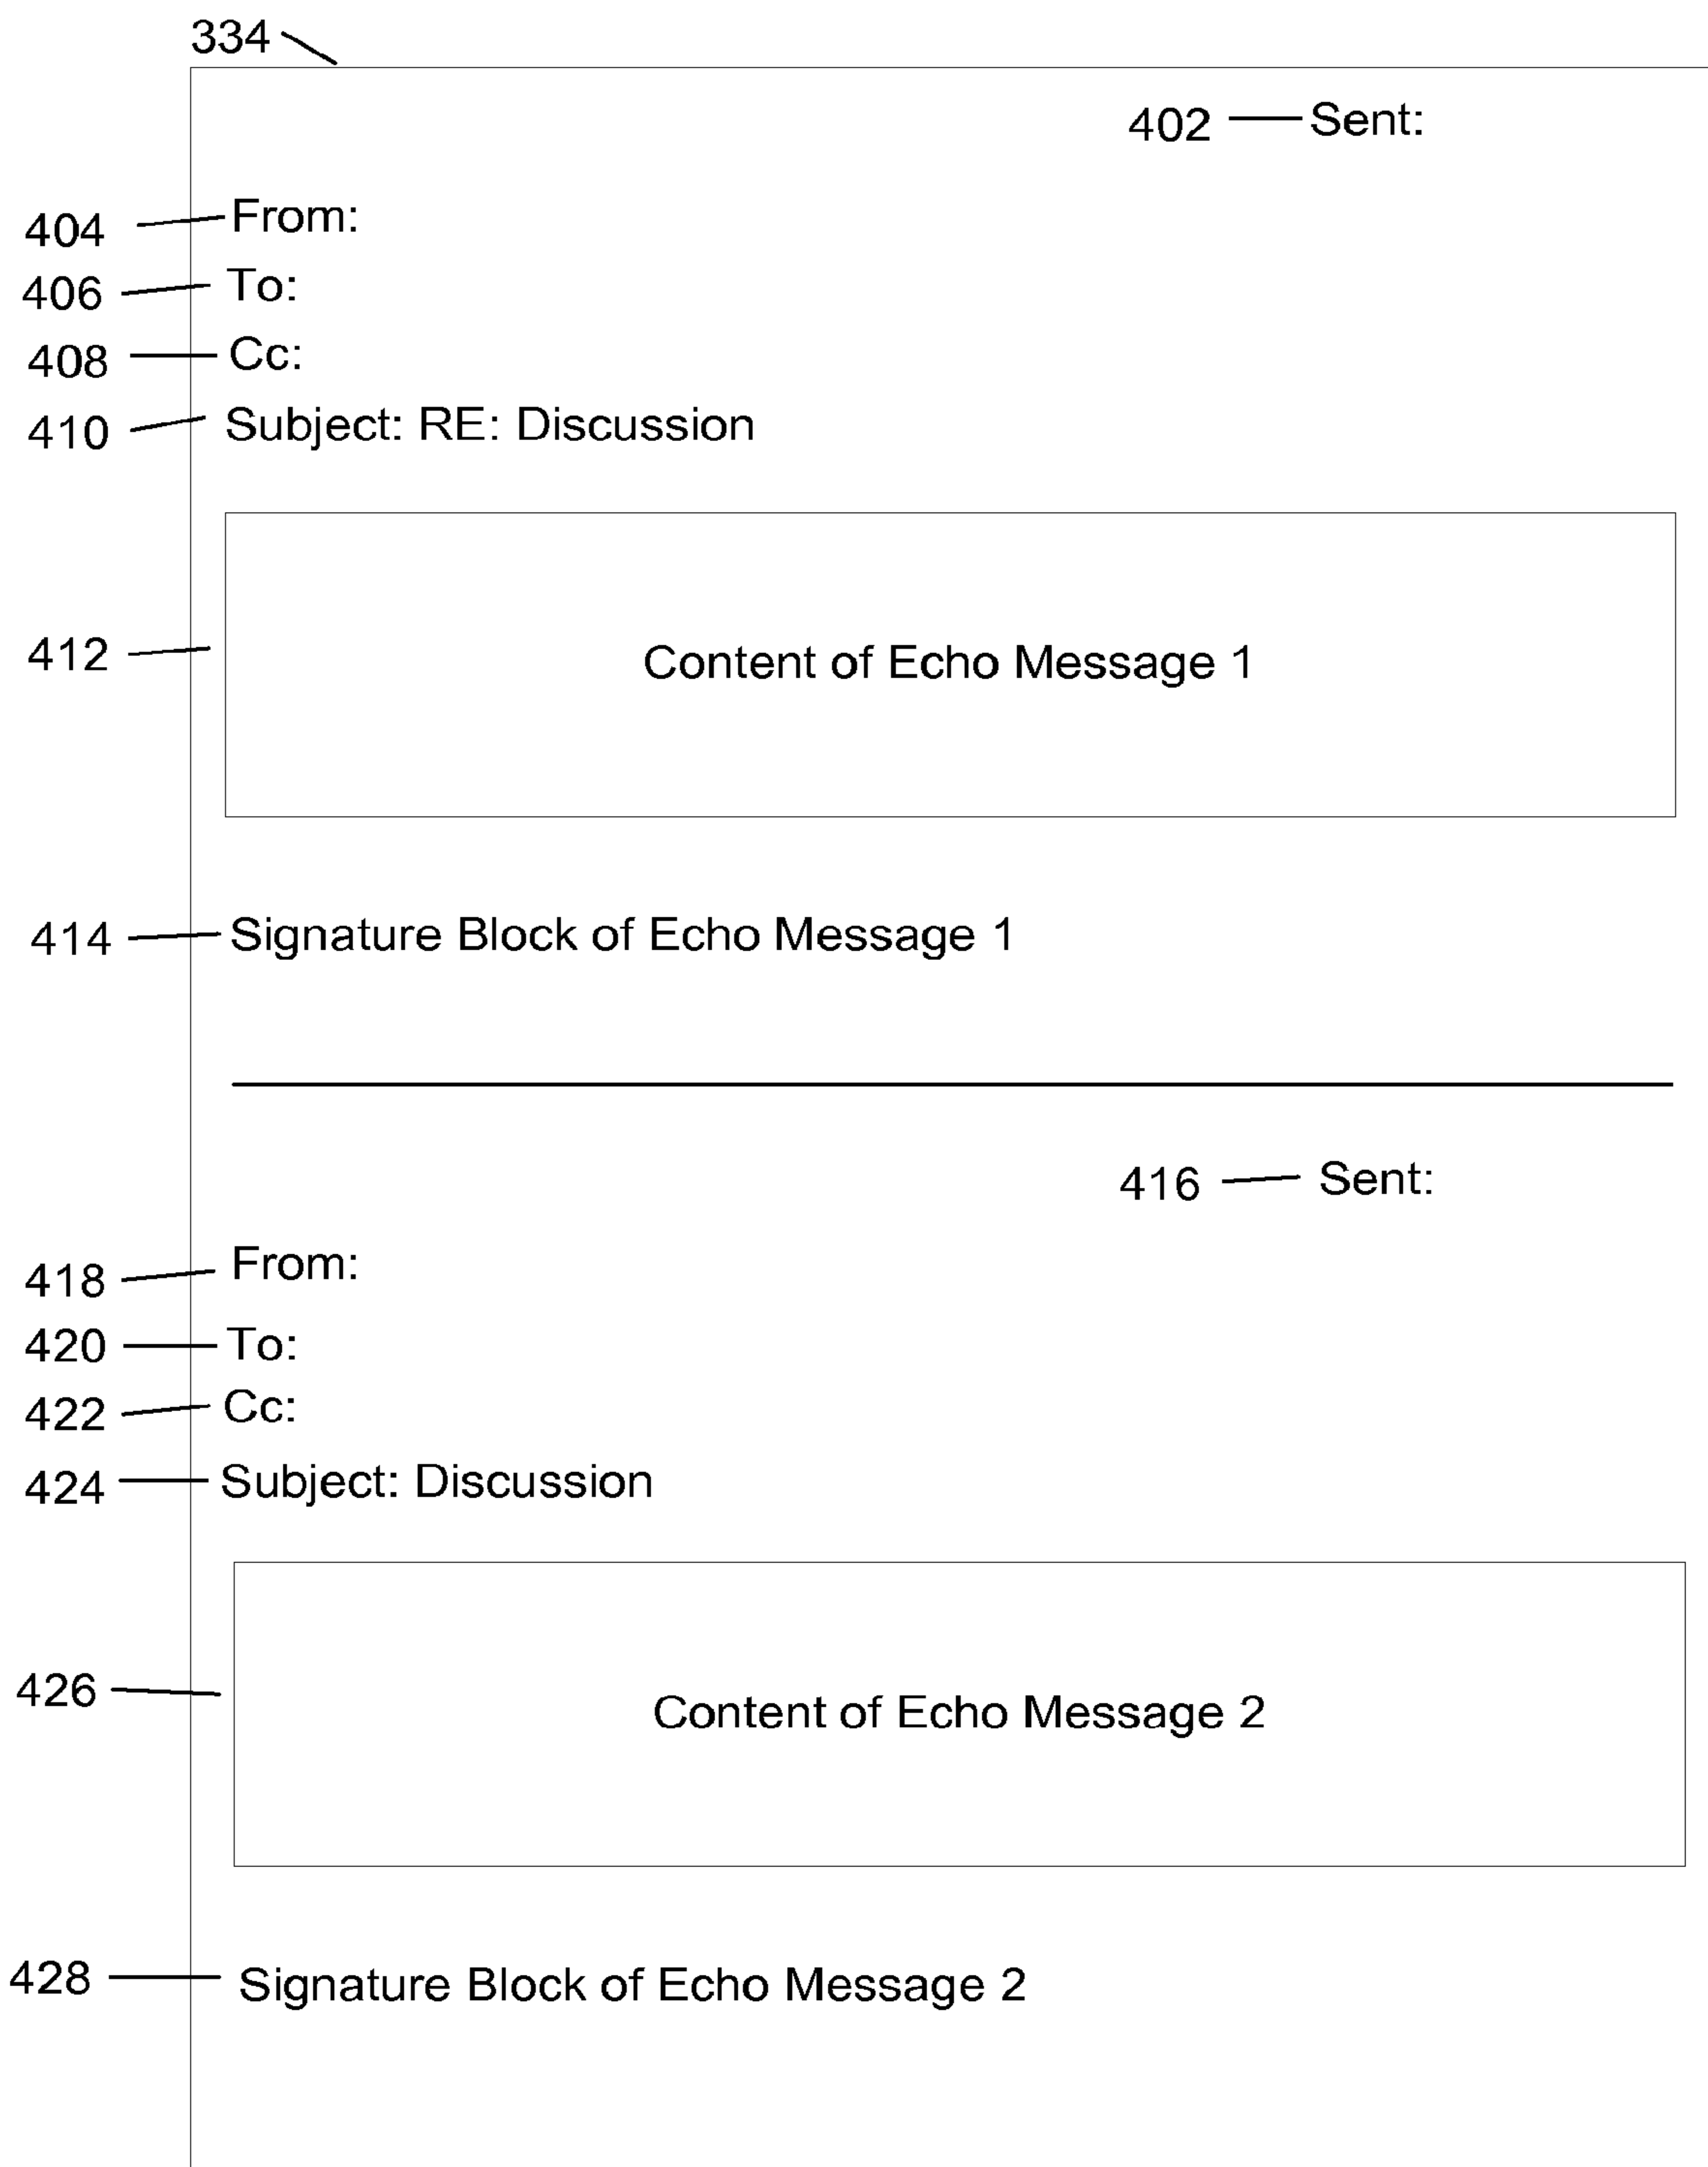 334
402 Sent:
404 From:
406 To:
408 Cc:
410 Subject: RE: Discussion
412 Content of Echo Message 1
414 Signature Block of Echo Message 1
416 Sent:
418 From:
420 To:
422 Cc:
424 Subject: Discussion
426 Content of Echo Message 2
428 Signature Block of Echo Message 2